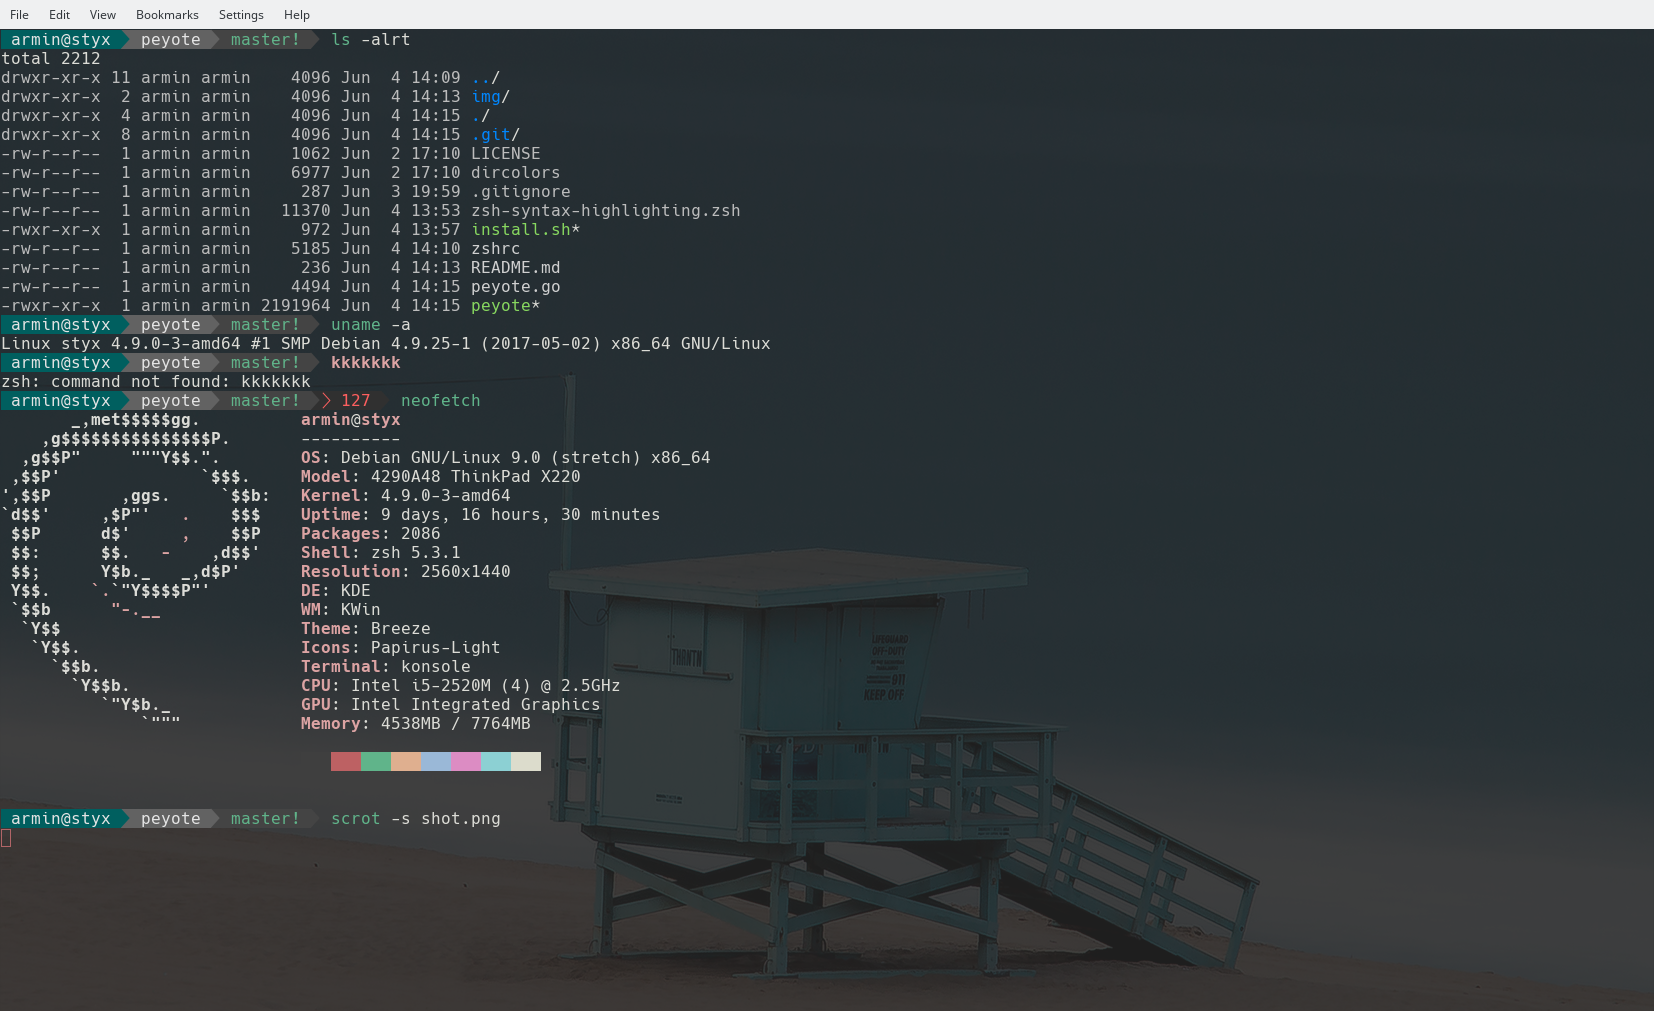 File Edit View Bookmarks Settings Help
armin@styx peyote master! ls -alrt
total 2212
drwxr-xr-x 11 armin armin    4096 Jun  4 14:09 ../
drwxr-xr-x  2 armin armin    4096 Jun  4 14:13 img/
drwxr-xr-x  4 armin armin    4096 Jun  4 14:15 ./
drwxr-xr-x  8 armin armin    4096 Jun  4 14:15 .git/
-rw-r--r--  1 armin armin    1062 Jun  2 17:10 LICENSE
-rw-r--r--  1 armin armin    6977 Jun  2 17:10 dircolors
-rw-r--r--  1 armin armin     287 Jun  3 19:59 .gitignore
-rw-r--r--  1 armin armin   11370 Jun  4 13:53 zsh-syntax-highlighting.zsh
-rwxr-xr-x  1 armin armin     972 Jun  4 13:57 install.sh*
-rw-r--r--  1 armin armin    5185 Jun  4 14:10 zshrc
-rw-r--r--  1 armin armin     236 Jun  4 14:13 README.md
-rw-r--r--  1 armin armin    4494 Jun  4 14:15 peyote.go
-rwxr-xr-x  1 armin armin 2191964 Jun  4 14:15 peyote*
armin@styx peyote master! uname -a
Linux styx 4.9.0-3-amd64 #1 SMP Debian 4.9.25-1 (2017-05-02) x86_64 GNU/Linux
armin@styx peyote master! kkkkkkk
zsh: command not found: kkkkkkk
armin@styx peyote master! 127 neofetch
       _,met$$$$$gg.          armin@styx
    ,g$$$$$$$$$$$$$$$P.       ----------
  ,g$$P"     """Y$$.".        OS: Debian GNU/Linux 9.0 (stretch) x86_64
 ,$$P'              `$$$.     Model: 4290A48 ThinkPad X220
',$$P       ,ggs.     `$$b:   Kernel: 4.9.0-3-amd64
`d$$'     ,$P"'   .    $$$    Uptime: 9 days, 16 hours, 30 minutes
 $$P      d$'     ,    $$P    Packages: 2086
 $$:      $$.   -    ,d$$'    Shell: zsh 5.3.1
 $$;      Y$b._   _,d$P'      Resolution: 2560x1440
 Y$$.    `.`"Y$$$$P"'         DE: KDE
 `$$b      "-.__              WM: KWin
  `Y$$                        Theme: Breeze
   `Y$$.                      Icons: Papirus-Light
     `$$b.                    Terminal: konsole
       `Y$$b.                 CPU: Intel i5-2520M (4) @ 2.5GHz
          `"Y$b._             GPU: Intel Integrated Graphics
              `"""            Memory: 4538MB / 7764MB
LIFEGUARD
OFF-DUTY
911
KEEP OFF
armin@styx peyote master! scrot -s shot.png